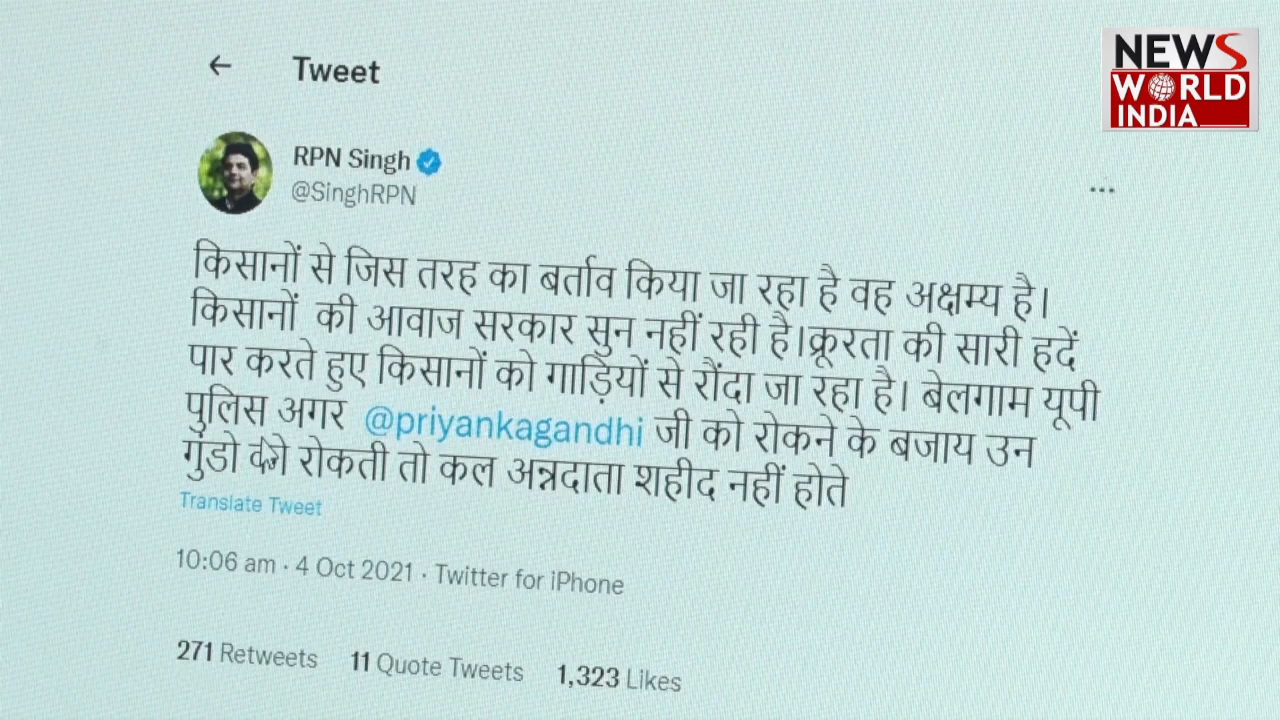 ← Tweet
NEWS
WORLD
INDIA
RPN Singh
@SinghRPN
...
किसानों से जिस तरह का बर्ताव किया जा रहा है वह अक्षम्य है।
किसानों की आवाज सरकार सुन नहीं रही है।क्रूरता की सारी हदें
पार करते हुए किसानों को गाड़ियों से रौंदा जा रहा है। बेलगाम यूपी
पुलिस अगर @priyankagandhi जी को रोकने के बजाय उन
गुंडो रोकती तो कल अन्नदाता शहीद नहीं होते
Translate Tweet
10:06 am · 4 Oct 2021 · Twitter for iPhone
271 Retweets 11 Quote Tweets 1,323 Likes